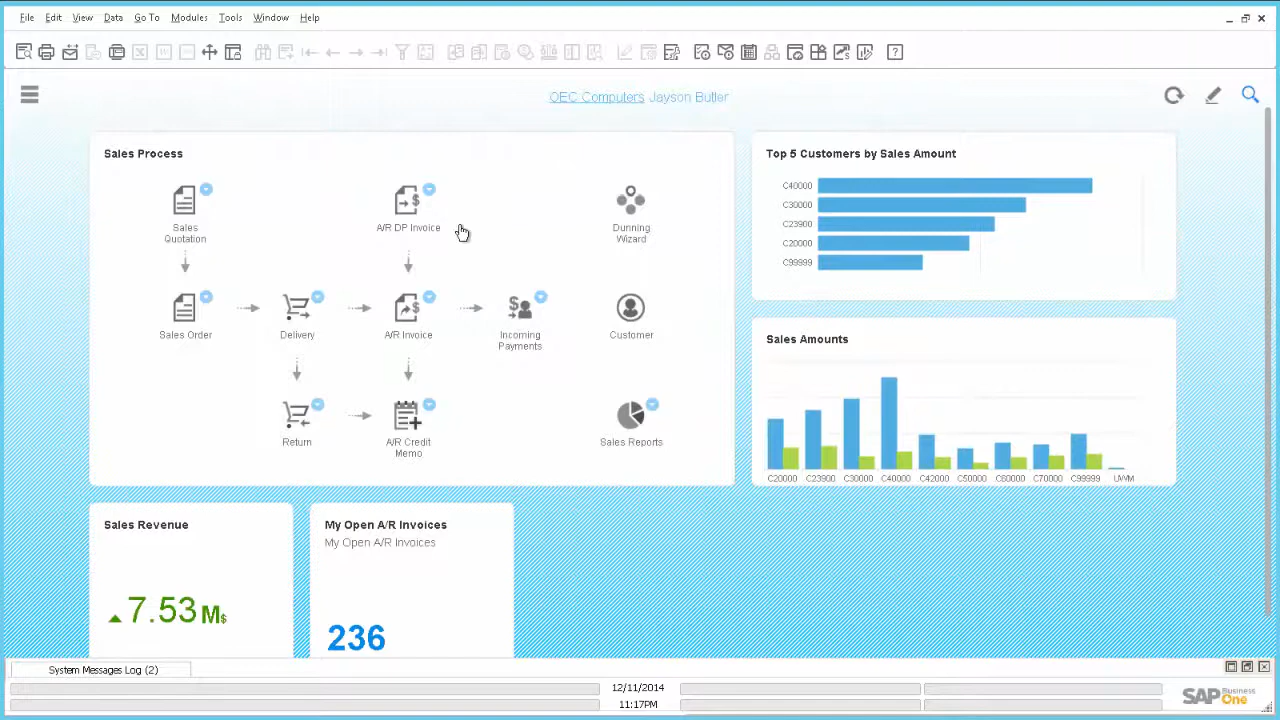 File Edit View Data Go To Modules Tools Window Help
OEC Computers Jayson Butler
Sales Process
Sales
Quotation
A/R DP Invoice
Dunning
Wizard
Sales Order
Delivery
A/R Invoice
Incoming
Payments
Customer
Return
A/R Credit
Memo
Sales Reports
Top 5 Customers by Sales Amount
C40000
C30000
C23900
C20000
C99999
Sales Amounts
C20000 C23900 C30000 C40000 C42000 C50000 C60000 C70000 C99999 UWM
Sales Revenue
7.53 M$
My Open A/R Invoices
My Open A/R Invoices
236
System Messages Log (2)
12/11/2014
11:17PM
SAP Business One